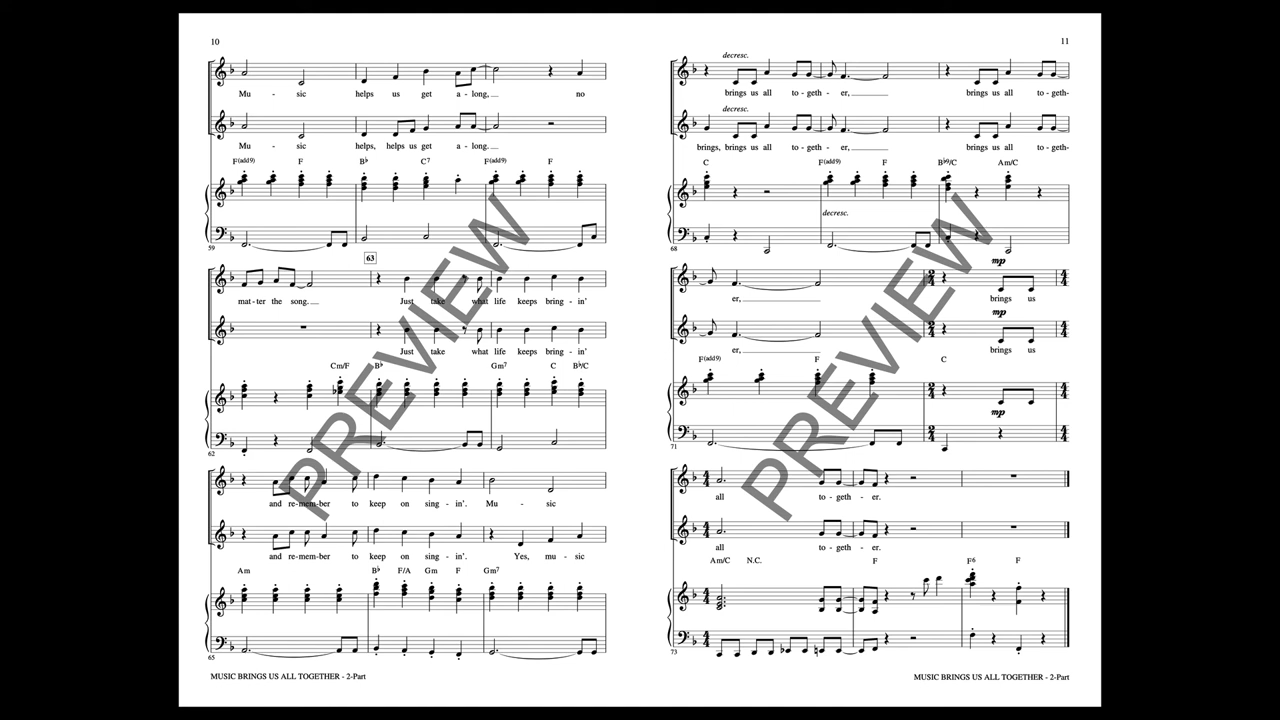 10
Mu - sic helps us get a - long, no
Mu - sic helps, helps us get a - long.
F(add9) F B♭ C7 F(add9) F
59
63
mat - ter the song. Just take what life keeps bring - in'
Just take what life keeps bring - in'
Cm/F B♭ Gm7 C B♭/C
62
and re-mem-ber to keep on sing - in'. Mu - sic
and re-mem-ber to keep on sing - in'. Yes, mu - sic
Am B♭ F/A Gm F Gm7
65
MUSIC BRINGS US ALL TOGETHER - 2-Part
11
decresc.
brings us all to - geth - er, brings us all to-geth-
decresc.
brings, brings us all to - geth - er, brings us all to-geth-
C F(add9) F B♭9/C Am/C
decresc.
68
mp
er, brings us
mp
er, brings us
F(add9) F C
mp
71
all to - geth - er.
all to - geth - er.
Am/C N.C. F F6 F
73
MUSIC BRINGS US ALL TOGETHER - 2-Part
PREVIEW
PREVIEW